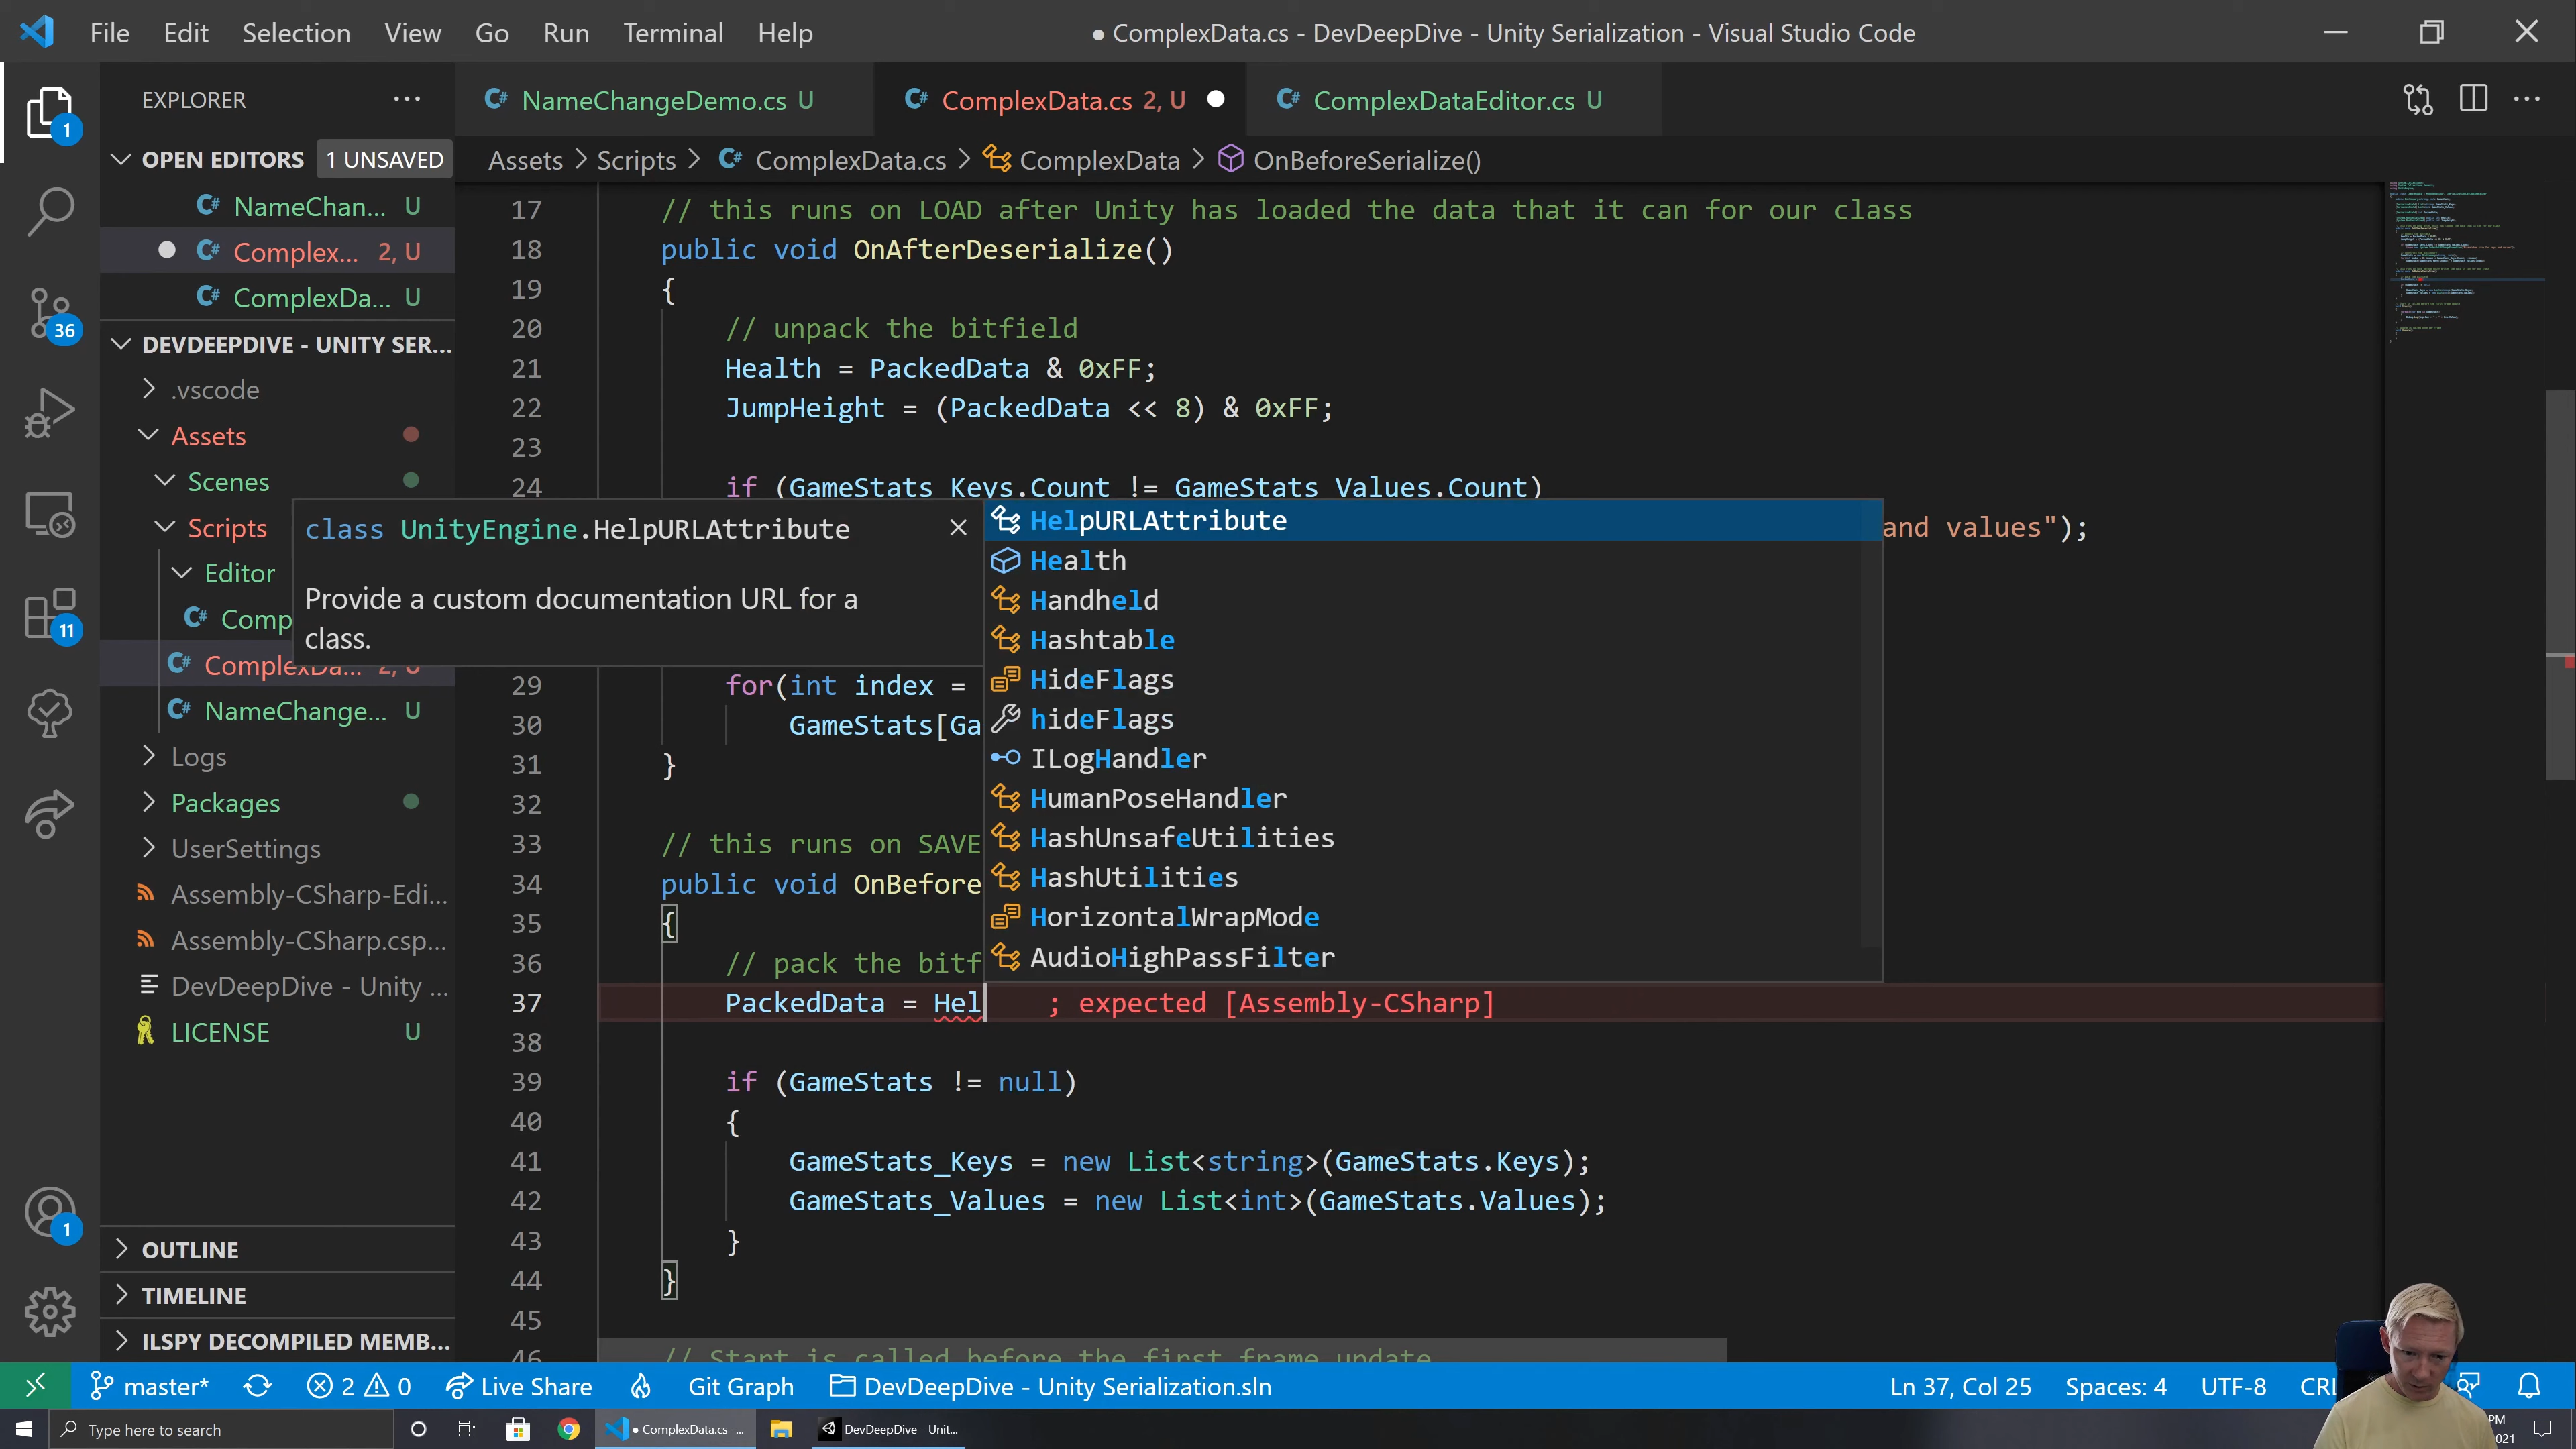 File Edit Selection View Go Run Terminal Help
● ComplexData.cs - DevDeepDive - Unity Serialization - Visual Studio Code
EXPLORER
OPEN EDITORS 1 UNSAVED
NameChan... U
Complex... 2, U
ComplexDa... U
DEVDEEPDIVE - UNITY SER...
.vscode
Assets
Scenes
Scripts
Editor
Comp
ComplexDa... 2, U
NameChange... U
Logs
Packages
UserSettings
Assembly-CSharp-Edi...
Assembly-CSharp.csp...
DevDeepDive - Unity ...
LICENSE U
OUTLINE
TIMELINE
ILSPY DECOMPILED MEMB...
1
36
11
1
NameChangeDemo.cs U
ComplexData.cs 2, U
ComplexDataEditor.cs U
Assets > Scripts > ComplexData.cs > ComplexData > OnBeforeSerialize()
17 // this runs on LOAD after Unity has loaded the data that it can for our class
18 public void OnAfterDeserialize()
19 {
20 // unpack the bitfield
21 Health = PackedData & 0xFF;
22 JumpHeight = (PackedData << 8) & 0xFF;
23
24 if (GameStats_Keys.Count != GameStats_Values.Count)
and values");
class UnityEngine.HelpURLAttribute
Provide a custom documentation URL for a
class.
HelpURLAttribute
Health
Handheld
Hashtable
HideFlags
hideFlags
ILogHandler
HumanPoseHandler
HashUnsafeUtilities
HashUtilities
HorizontalWrapMode
AudioHighPassFilter
29 for(int index =
30 GameStats[Ga
31 }
32
33 // this runs on SAVE
34 public void OnBefore
35 {
36 // pack the bitf
37 PackedData = Hel ; expected [Assembly-CSharp]
38
39 if (GameStats != null)
40 {
41 GameStats_Keys = new List<string>(GameStats.Keys);
42 GameStats_Values = new List<int>(GameStats.Values);
43 }
44 }
45
46 // Start is called before the first frame update
master* 2 0 Live Share Git Graph DevDeepDive - Unity Serialization.sln
Ln 37, Col 25 Spaces: 4 UTF-8 CRL
Type here to search
● ComplexData.cs -...
DevDeepDive - Unit...
PM
021